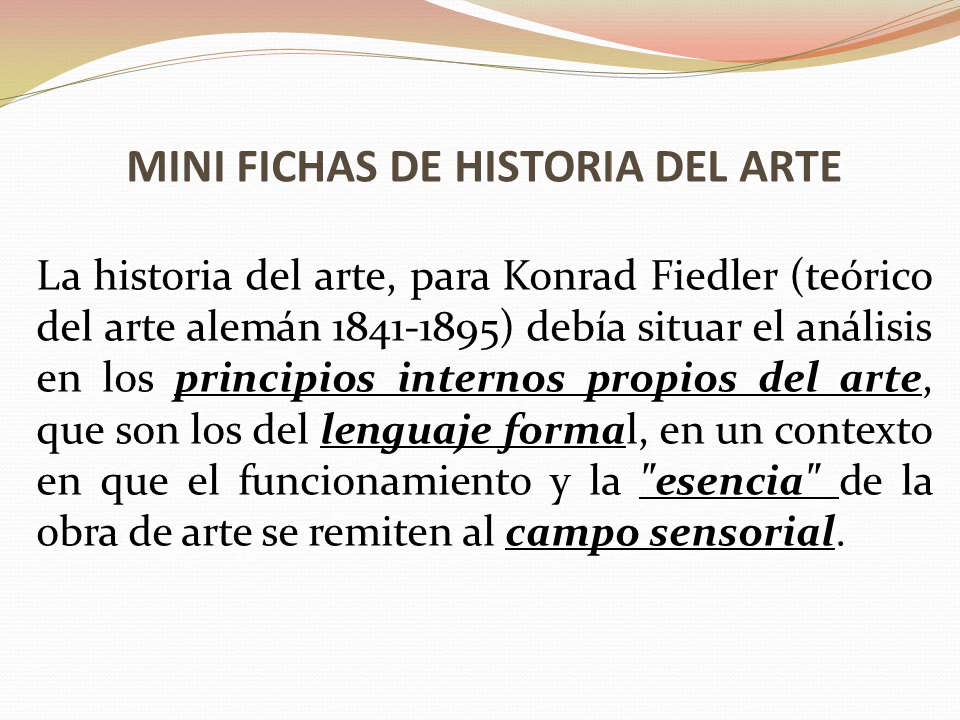 MINI FICHAS DE HISTORIA DEL ARTE
La historia del arte, para Konrad Fiedler (teórico
del arte alemán 1841-1895) debía situar el análisis
en los principios internos propios del arte,
que son los del lenguaje formal, en un contexto
en que el funcionamiento y la "esencia" de la
obra de arte se remiten al campo sensorial.